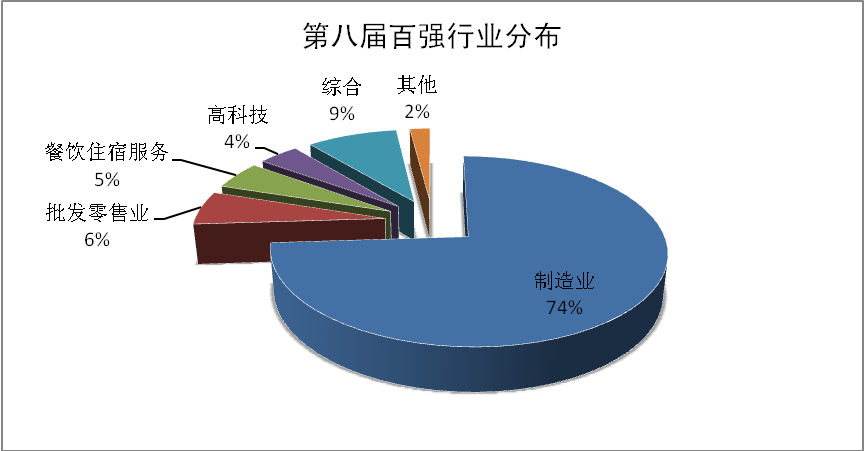 第八届百强行业分布
其他
2%
综合
9%
高科技
4%
餐饮住宿服务
5%
批发零售业
6%
制造业
74%